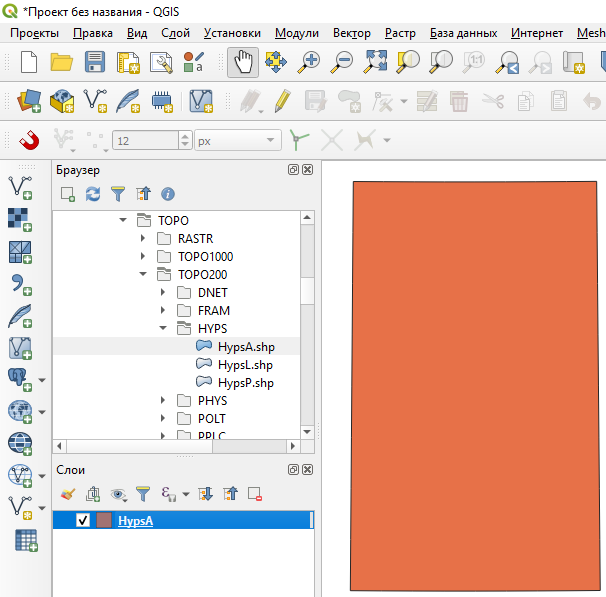 *Проект без названия - QGIS
Проекты Правка Вид Слой Установки Модули Вектор Растр База данных Интернет Mesh
12 px
Браузер
TOPO
RASTR
TOPO1000
TOPO200
DNET
FRAM
HYPS
HypsA.shp
HypsL.shp
HypsP.shp
PHYS
POLT
PPLC
Слои
HypsA